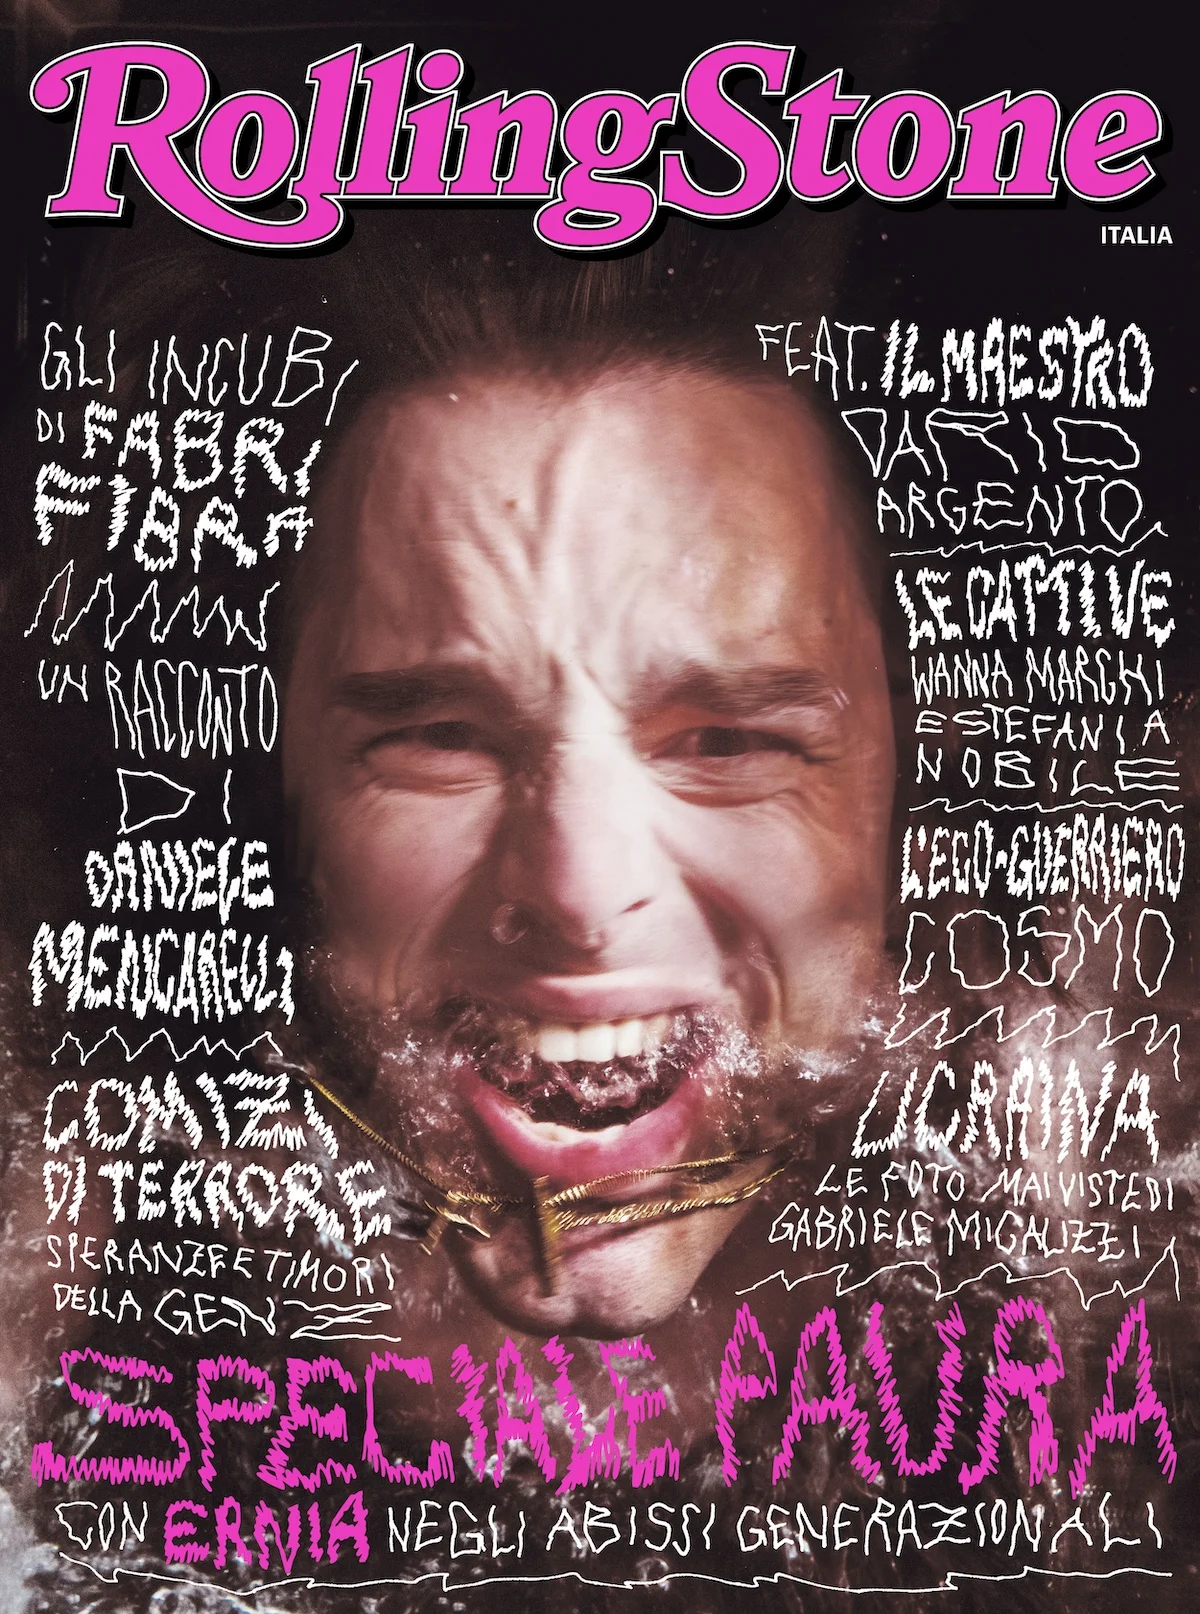 RollingStone
ITALIA
GLI INCUBI
DI FABRI
FIBRA
UN RACCONTO
DI
DANIELE
MENCARELLI
COMIZI
DI TERRORE
SPERANZE E TIMORI
DELLA GEN Z
FEAT. IL MAESTRO
DARIO
ARGENTO
LE CATTIVE
WANNA MARCHI
E STEFANIA
NOBILE
L'EGO-GUERRIERO
COSMO
UCRAINA
LE FOTO MAI VISTE DI
GABRIELE MICALIZZI
SPECIALE PAURA
CON ERNIA NEGLI ABISSI GENERAZIONALI